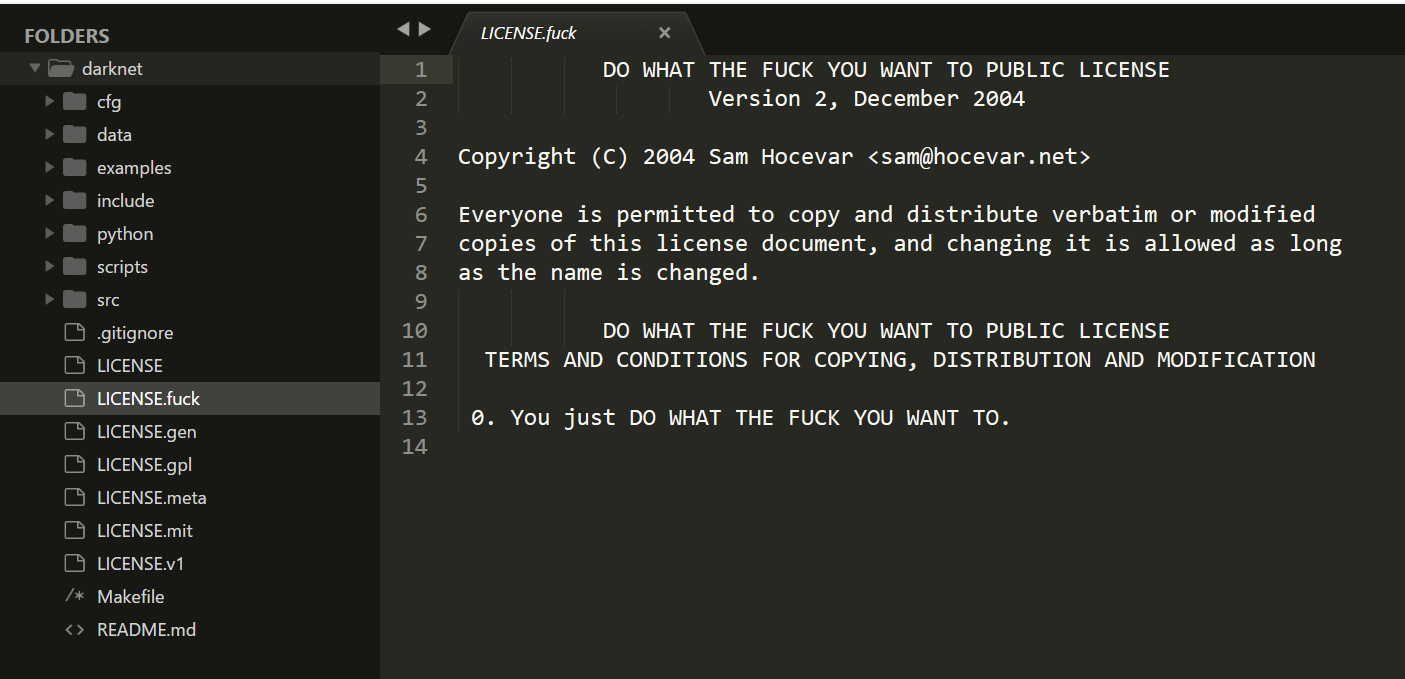 FOLDERS
darknet
cfg
data
examples
include
python
scripts
src
.gitignore
LICENSE
LICENSE.fuck
LICENSE.gen
LICENSE.gpl
LICENSE.meta
LICENSE.mit
LICENSE.v1
/* Makefile
<> README.md
LICENSE.fuck ×
1 DO WHAT THE FUCK YOU WANT TO PUBLIC LICENSE
2 Version 2, December 2004
3
4 Copyright (C) 2004 Sam Hocevar <sam@hocevar.net>
5
6 Everyone is permitted to copy and distribute verbatim or modified
7 copies of this license document, and changing it is allowed as long
8 as the name is changed.
9
10 DO WHAT THE FUCK YOU WANT TO PUBLIC LICENSE
11 TERMS AND CONDITIONS FOR COPYING, DISTRIBUTION AND MODIFICATION
12
13 0. You just DO WHAT THE FUCK YOU WANT TO.
14